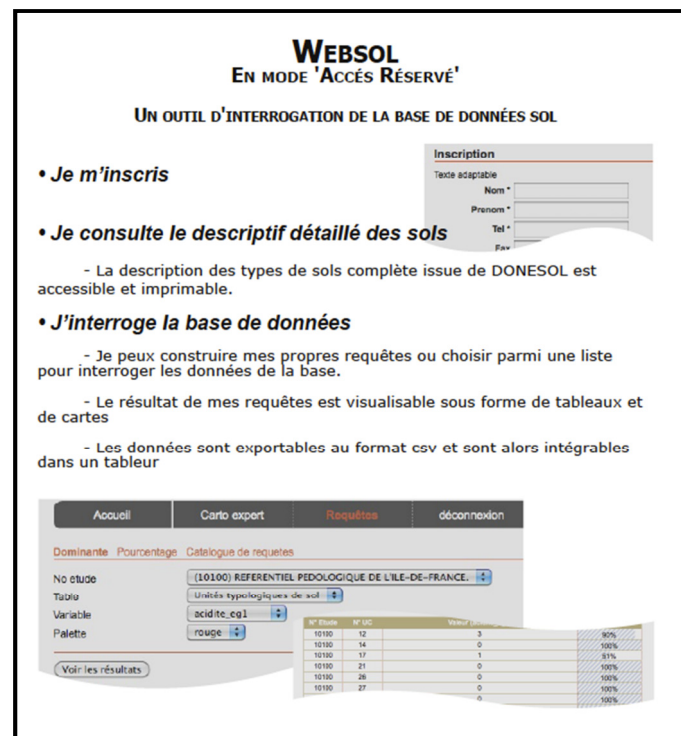 WEBSOL
EN MODE 'ACCÉS RÉSERVÉ'
UN OUTIL D'INTERROGATION DE LA BASE DE DONNÉES SOL
• Je m'inscris
Inscription
Texte adaptable
Nom *
Prenom *
Tel *
Fax
• Je consulte le descriptif détaillé des sols
- La description des types de sols complète issue de DONESOL est
accessible et imprimable.
• J'interroge la base de données
- Je peux construire mes propres requêtes ou choisir parmi une liste
pour interroger les données de la base.
- Le résultat de mes requêtes est visualisable sous forme de tableaux et
de cartes
- Les données sont exportables au format csv et sont alors intégrables
dans un tableur
Accueil Carto expert Requêtes déconnexion
Dominante Pourcentage Catalogue de requetes
No etude (10100) REFERENTIEL PEDOLOGIQUE DE L'ILE-DE-FRANCE.
Table Unités typologiques de sol
Variable acidite_eg1
Palette rouge
Voir les résultats
N° Etude N° UC Valeur
10100 12 3 90%
10100 14 0 100%
10100 17 1 51%
10100 21 0 100%
10100 26 0 100%
10100 27 0 100%
0 100%